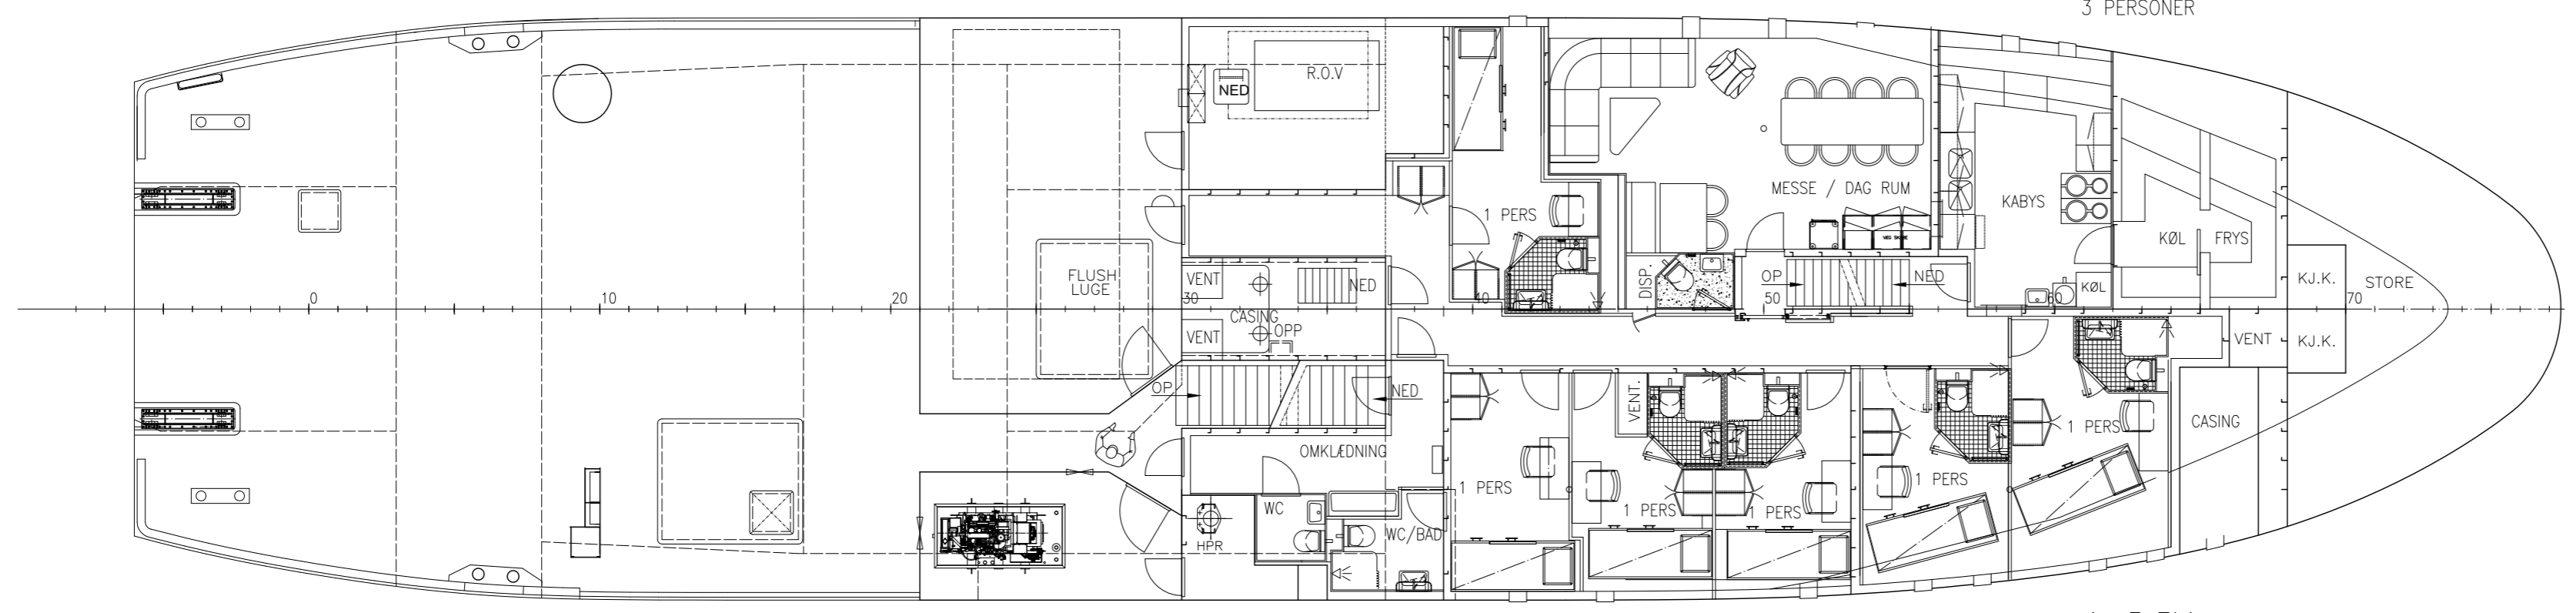 3 PERSONER
R.O.V
NED
MESSE / DAG RUM
1 PERS
KABYS
KØL
FRYS
FLUSH
LUGE
VENT
NED
DISP.
OP
NED
KØL
KJ.K.
STORE
0
10
20
30
40
50
60
70
CASING
VENT
OPP
VENT
KJ.K.
OP
NED
VENT.
1 PERS
CASING
OMKLÆDNING
1 PERS
1 PERS
1 PERS
1 PERS
WC
WC/BAD
HPR